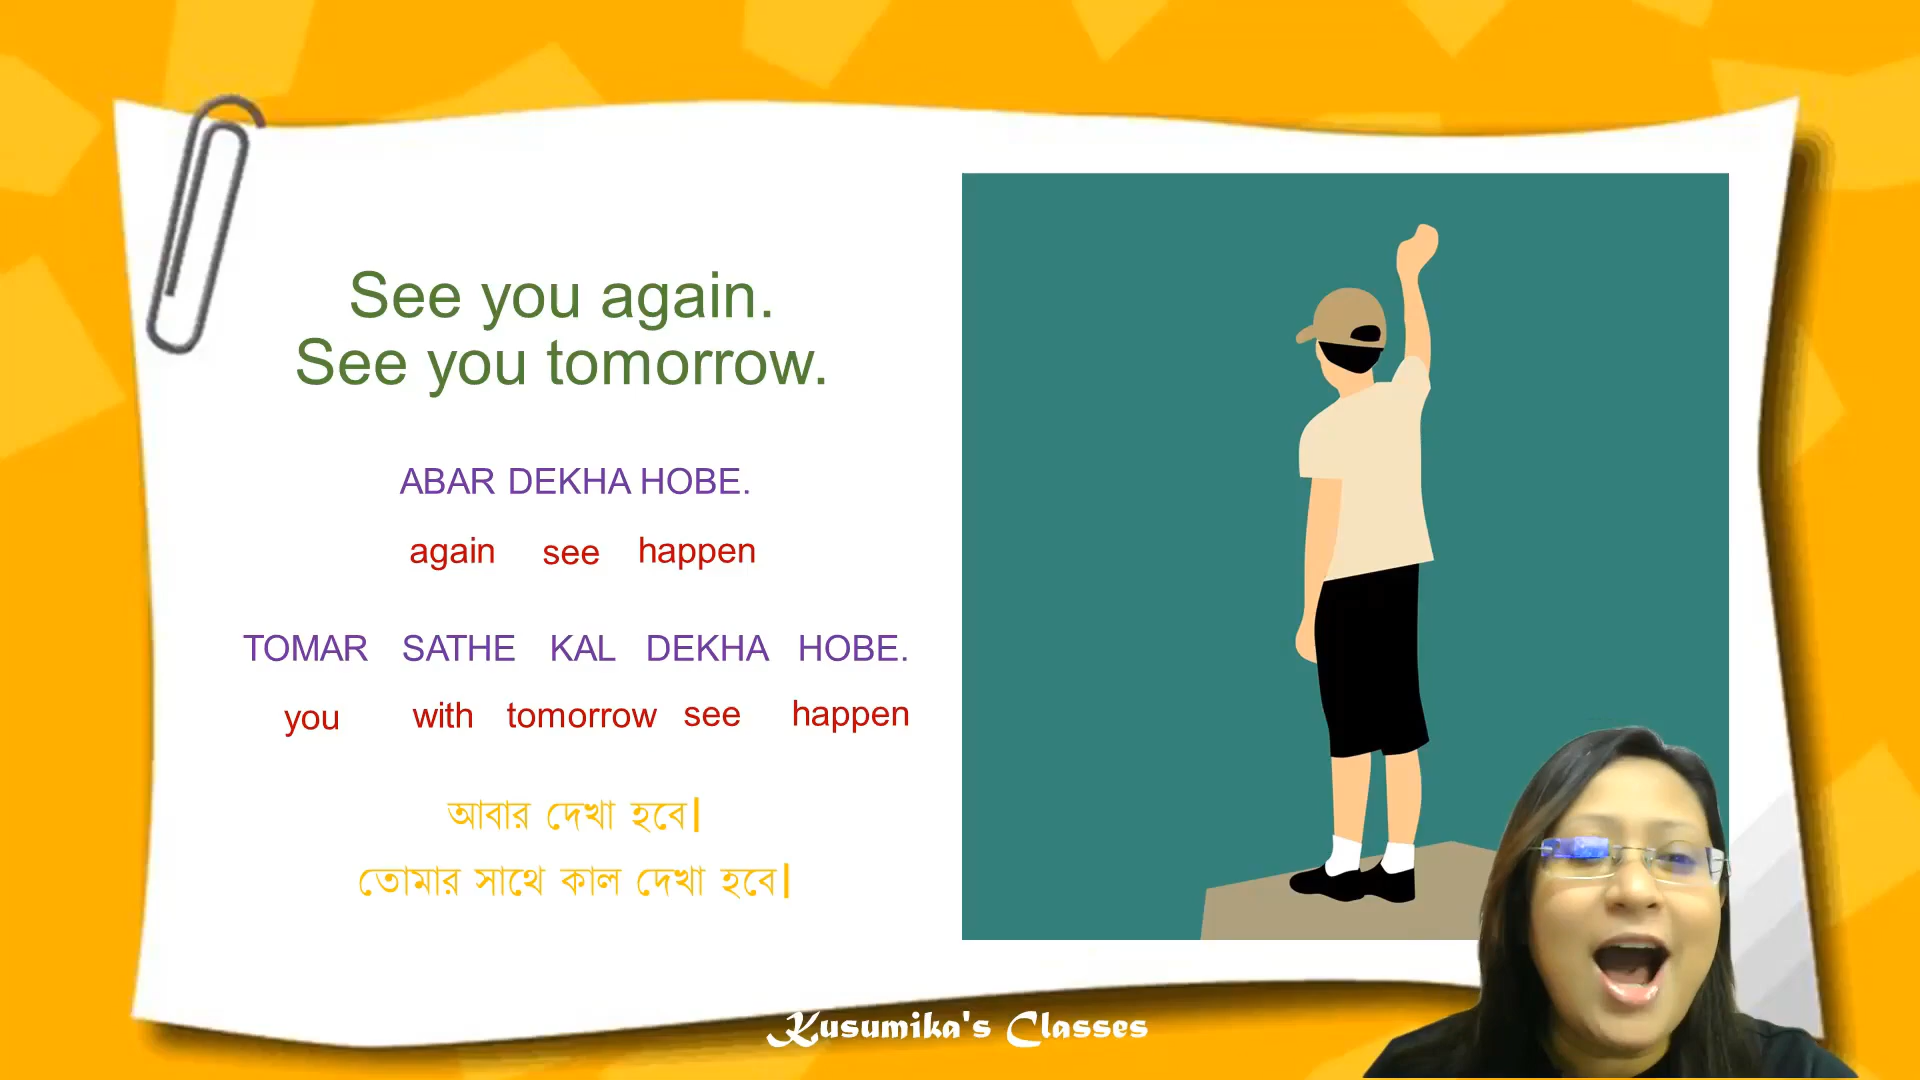 See you again.
See you tomorrow.
ABAR DEKHA HOBE.
again see happen
TOMAR SATHE KAL DEKHA HOBE.
you with tomorrow see happen
আবার দেখা হবে|
তোমার সাথে কাল দেখা হবে|
Kusumika's Classes